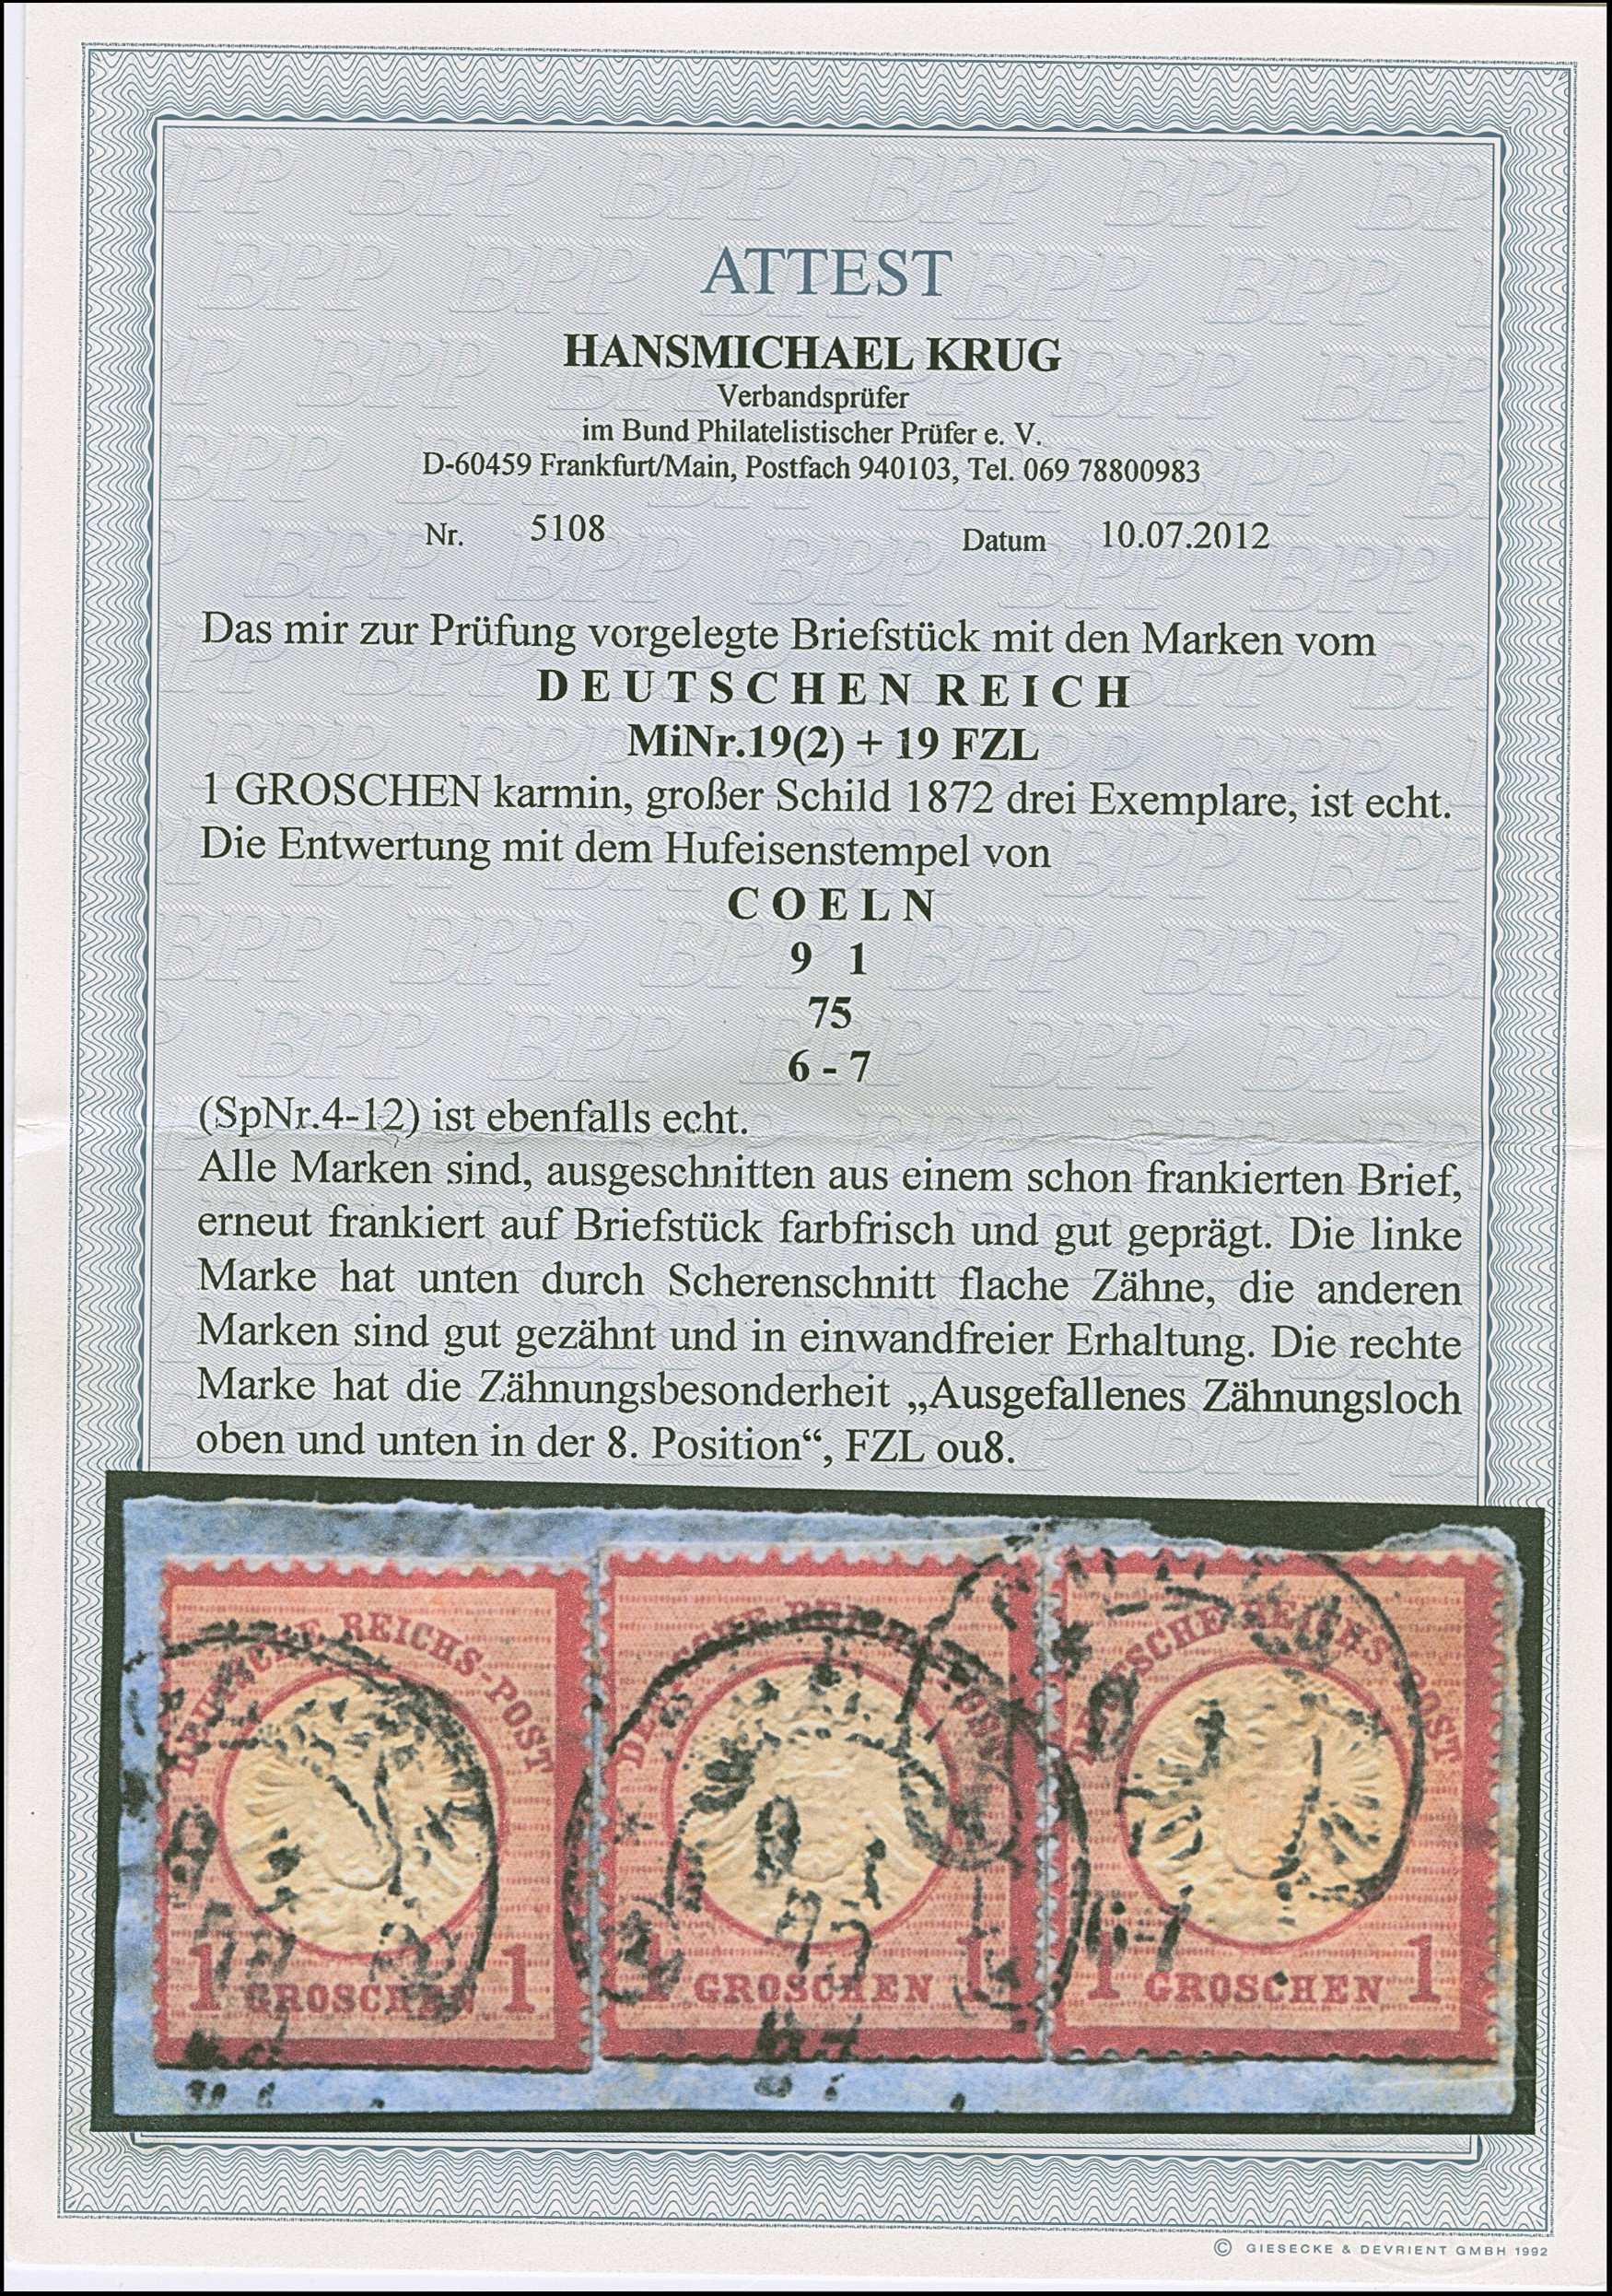 ATTEST
HANSMICHAEL KRUG
Verbandsprüfer
im Bund Philatelistischer Prüfer e. V.
D-60459 Frankfurt/Main, Postfach 940103, Tel. 069 78800983
Nr. 5108 Datum 10.07.2012
Das mir zur Prüfung vorgelegte Briefstück mit den Marken vom
D E U T S C H E N R E I C H
MiNr.19(2) + 19 FZL
1 GROSCHEN karmin, großer Schild 1872 drei Exemplare, ist echt.
Die Entwertung mit dem Hufeisenstempel von
C O E L N
9 1
75
6 - 7
(SpNr.4-12) ist ebenfalls echt.
Alle Marken sind, ausgeschnitten aus einem schon frankierten Brief,
erneut frankiert auf Briefstück farbfrisch und gut geprägt. Die linke
Marke hat unten durch Scherenschnitt flache Zähne, die anderen
Marken sind gut gezähnt und in einwandfreier Erhaltung. Die rechte
Marke hat die Zähnungsbesonderheit „Ausgefallenes Zähnungsloch
oben und unten in der 8. Position“, FZL ou8.
DEUTSCHE REICHS-POST
1 GROSCHEN 1
DEUTSCHE REICHS-POST
1 GROSCHEN 1
DEUTSCHE REICHS-POST
1 GROSCHEN 1
© GIESECKE & DEVRIENT GMBH 1992